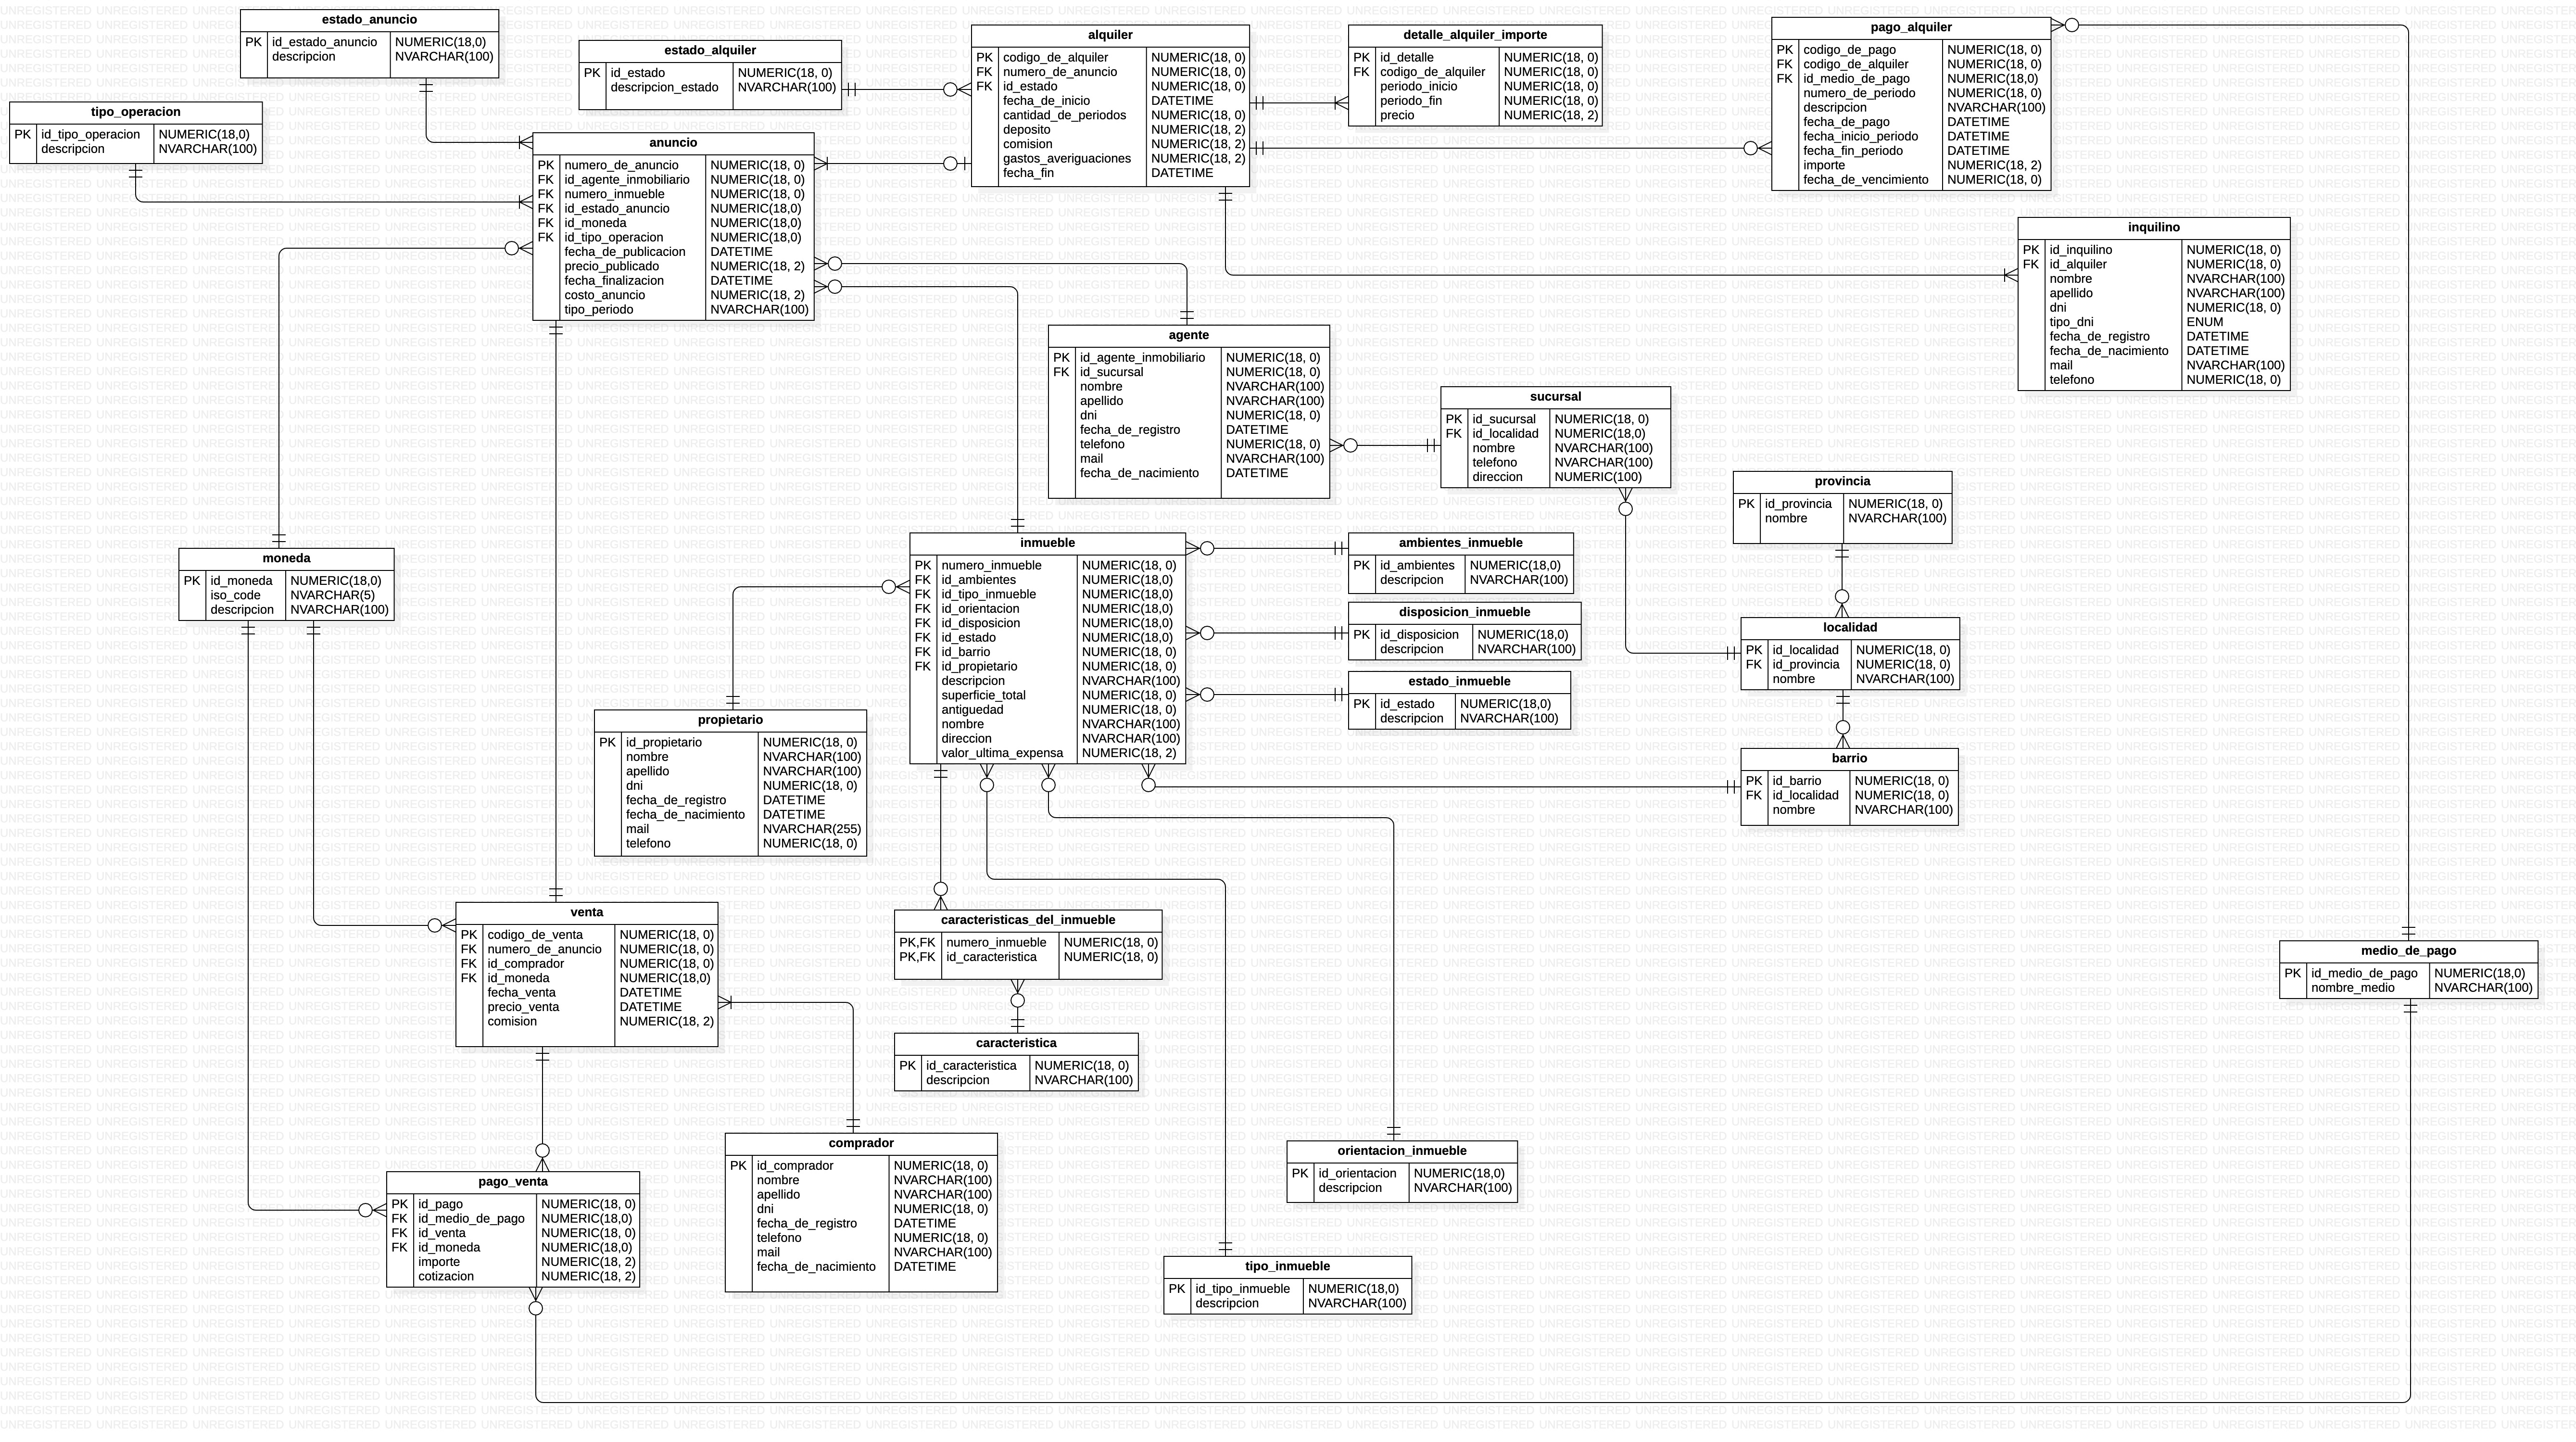 estado_anuncio
PK id_estado_anuncio NUMERIC(18,0)
descripcion NVARCHAR(100)
tipo_operacion
PK id_tipo_operacion NUMERIC(18,0)
descripcion NVARCHAR(100)
estado_alquiler
PK id_estado NUMERIC(18, 0)
descripcion_estado NVARCHAR(100)
alquiler
PK codigo_de_alquiler NUMERIC(18, 0)
FK numero_de_anuncio NUMERIC(18, 0)
FK id_estado NUMERIC(18, 0)
fecha_de_inicio DATETIME
cantidad_de_periodos NUMERIC(18, 0)
deposito NUMERIC(18, 2)
comision NUMERIC(18, 2)
gastos_averiguaciones NUMERIC(18, 2)
fecha_fin DATETIME
detalle_alquiler_importe
PK id_detalle NUMERIC(18, 0)
FK codigo_de_alquiler NUMERIC(18, 0)
periodo_inicio NUMERIC(18, 0)
periodo_fin NUMERIC(18, 0)
precio NUMERIC(18, 2)
pago_alquiler
PK codigo_de_pago NUMERIC(18, 0)
FK codigo_de_alquiler NUMERIC(18, 0)
FK id_medio_de_pago NUMERIC(18,0)
numero_de_periodo NUMERIC(18, 0)
descripcion NVARCHAR(100)
fecha_de_pago DATETIME
fecha_inicio_periodo DATETIME
fecha_fin_periodo DATETIME
importe NUMERIC(18, 2)
fecha_de_vencimiento NUMERIC(18, 0)
anuncio
PK numero_de_anuncio NUMERIC(18, 0)
FK id_agente_inmobiliario NUMERIC(18, 0)
FK numero_inmueble NUMERIC(18, 0)
FK id_estado_anuncio NUMERIC(18,0)
FK id_moneda NUMERIC(18,0)
FK id_tipo_operacion NUMERIC(18,0)
fecha_de_publicacion DATETIME
precio_publicado NUMERIC(18, 2)
fecha_finalizacion DATETIME
costo_anuncio NUMERIC(18, 2)
tipo_periodo NVARCHAR(100)
inquilino
PK id_inquilino NUMERIC(18, 0)
FK id_alquiler NUMERIC(18, 0)
nombre NVARCHAR(100)
apellido NVARCHAR(100)
dni NUMERIC(18, 0)
tipo_dni ENUM
fecha_de_registro DATETIME
fecha_de_nacimiento DATETIME
mail NVARCHAR(100)
telefono NUMERIC(18, 0)
agente
PK id_agente_inmobiliario NUMERIC(18, 0)
FK id_sucursal NUMERIC(18, 0)
nombre NVARCHAR(100)
apellido NVARCHAR(100)
dni NUMERIC(18, 0)
fecha_de_registro DATETIME
telefono NUMERIC(18, 0)
mail NVARCHAR(100)
fecha_de_nacimiento DATETIME
sucursal
PK id_sucursal NUMERIC(18, 0)
FK id_localidad NUMERIC(18,0)
nombre NVARCHAR(100)
telefono NVARCHAR(100)
direccion NUMERIC(100)
provincia
PK id_provincia NUMERIC(18, 0)
nombre NVARCHAR(100)
moneda
PK id_moneda NUMERIC(18,0)
iso_code NVARCHAR(5)
descripcion NVARCHAR(100)
inmueble
PK numero_inmueble NUMERIC(18, 0)
FK id_ambientes NUMERIC(18,0)
FK id_tipo_inmueble NUMERIC(18,0)
FK id_orientacion NUMERIC(18,0)
FK id_disposicion NUMERIC(18,0)
FK id_estado NUMERIC(18,0)
FK id_barrio NUMERIC(18, 0)
FK id_propietario NUMERIC(18, 0)
descripcion NVARCHAR(100)
superficie_total NUMERIC(18, 0)
antiguedad NUMERIC(18, 0)
nombre NVARCHAR(100)
direccion NVARCHAR(100)
valor_ultima_expensa NUMERIC(18, 2)
ambientes_inmueble
PK id_ambientes NUMERIC(18,0)
descripcion NVARCHAR(100)
disposicion_inmueble
PK id_disposicion NUMERIC(18,0)
descripcion NVARCHAR(100)
estado_inmueble
PK id_estado NUMERIC(18,0)
descripcion NVARCHAR(100)
localidad
PK id_localidad NUMERIC(18, 0)
FK id_provincia NUMERIC(18, 0)
nombre NVARCHAR(100)
barrio
PK id_barrio NUMERIC(18, 0)
FK id_localidad NUMERIC(18, 0)
nombre NVARCHAR(100)
propietario
PK id_propietario NUMERIC(18, 0)
nombre NVARCHAR(100)
apellido NVARCHAR(100)
dni NUMERIC(18, 0)
fecha_de_registro DATETIME
fecha_de_nacimiento DATETIME
mail NVARCHAR(255)
telefono NUMERIC(18, 0)
venta
PK codigo_de_venta NUMERIC(18, 0)
FK numero_de_anuncio NUMERIC(18, 0)
FK id_comprador NUMERIC(18, 0)
FK id_moneda NUMERIC(18,0)
fecha_venta DATETIME
precio_venta DATETIME
comision NUMERIC(18, 2)
caracteristicas_del_inmueble
PK,FK numero_inmueble NUMERIC(18, 0)
PK,FK id_caracteristica NUMERIC(18, 0)
medio_de_pago
PK id_medio_de_pago NUMERIC(18,0)
nombre_medio NVARCHAR(100)
caracteristica
PK id_caracteristica NUMERIC(18, 0)
descripcion NVARCHAR(100)
comprador
PK id_comprador NUMERIC(18, 0)
nombre NVARCHAR(100)
apellido NVARCHAR(100)
dni NUMERIC(18, 0)
fecha_de_registro DATETIME
telefono NUMERIC(18, 0)
mail NVARCHAR(100)
fecha_de_nacimiento DATETIME
orientacion_inmueble
PK id_orientacion NUMERIC(18,0)
descripcion NVARCHAR(100)
pago_venta
PK id_pago NUMERIC(18, 0)
FK id_medio_de_pago NUMERIC(18,0)
FK id_venta NUMERIC(18, 0)
FK id_moneda NUMERIC(18,0)
importe NUMERIC(18, 2)
cotizacion NUMERIC(18, 2)
tipo_inmueble
PK id_tipo_inmueble NUMERIC(18,0)
descripcion NVARCHAR(100)
UNREGISTERED